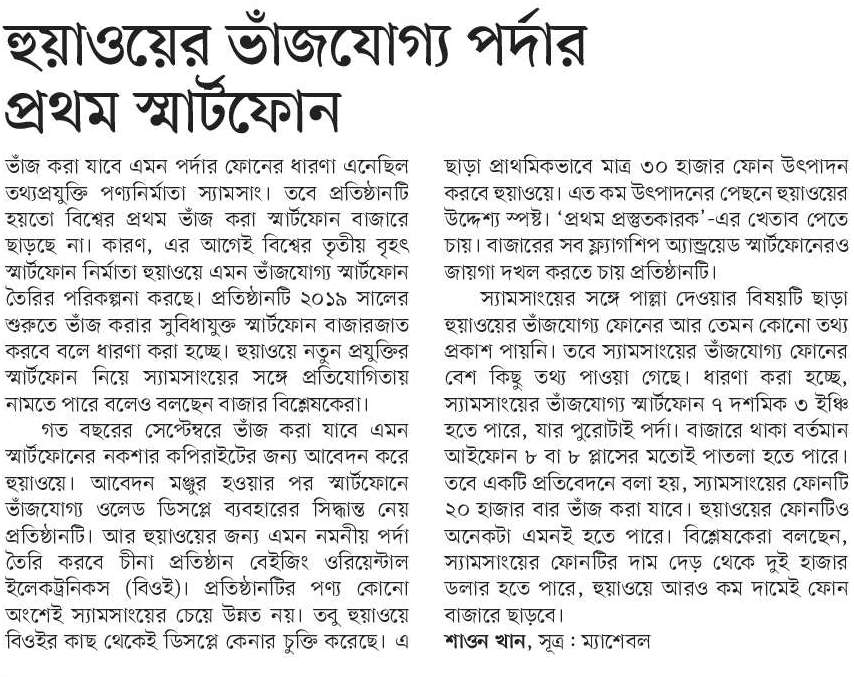 হুয়াওয়ের ভাঁজযোগ্য পর্দার
প্রথম স্মার্টফোন
ভাঁজ করা যাবে এমন পর্দার ফোনের ধারণা এনেছিল
তথ্যপ্রযুক্তি পণ্যনির্মাতা স্যামসাং। তবে প্রতিষ্ঠানটি
হয়তো বিশ্বের প্রথম ভাঁজ করা স্মার্টফোন বাজারে
ছাড়ছে না। কারণ, এর আগেই বিশ্বের তৃতীয় বৃহৎ
স্মার্টফোন নির্মাতা হুয়াওয়ে এমন ভাঁজযোগ্য স্মার্টফোন
তৈরির পরিকল্পনা করছে। প্রতিষ্ঠানটি ২০১৯ সালের
শুরুতে ভাঁজ করার সুবিধাযুক্ত স্মার্টফোন বাজারজাত
করবে বলে ধারণা করা হচ্ছে। হুয়াওয়ে নতুন প্রযুক্তির
স্মার্টফোন নিয়ে স্যামসাংয়ের সঙ্গে প্রতিযোগিতায়
নামতে পারে বলেও বলছেন বাজার বিশ্লেষকেরা।
গত বছরের সেপ্টেম্বরে ভাঁজ করা যাবে এমন
স্মার্টফোনের নকশার কপিরাইটের জন্য আবেদন করে
হুয়াওয়ে। আবেদন মঞ্জুর হওয়ার পর স্মার্টফোনে
ভাঁজযোগ্য ওলেড ডিসপ্লে ব্যবহারের সিদ্ধান্ত নেয়
প্রতিষ্ঠানটি। আর হুয়াওয়ের জন্য এমন নমনীয় পর্দা
তৈরি করবে চীনা প্রতিষ্ঠান বেইজিং ওরিয়েন্টাল
ইলেকট্রনিকস (বিওই)। প্রতিষ্ঠানটির পণ্য কোনো
অংশেই স্যামসাংয়ের চেয়ে উন্নত নয়। তবু হুয়াওয়ে
বিওইর কাছ থেকেই ডিসপ্লে কেনার চুক্তি করেছে। এ
ছাড়া প্রাথমিকভাবে মাত্র ৩০ হাজার ফোন উৎপাদন
করবে হুয়াওয়ে। এত কম উৎপাদনের পেছনে হুয়াওয়ের
উদ্দেশ্য স্পষ্ট। ‘প্রথম প্রস্তুতকারক’-এর খেতাব পেতে
চায়। বাজারের সব ফ্ল্যাগশিপ অ্যান্ড্রয়েড স্মার্টফোনেরও
জায়গা দখল করতে চায় প্রতিষ্ঠানটি।
স্যামসাংয়ের সঙ্গে পাল্লা দেওয়ার বিষয়টি ছাড়া
হুয়াওয়ের ভাঁজযোগ্য ফোনের আর তেমন কোনো তথ্য
প্রকাশ পায়নি। তবে স্যামসাংয়ের ভাঁজযোগ্য ফোনের
বেশ কিছু তথ্য পাওয়া গেছে। ধারণা করা হচ্ছে,
স্যামসাংয়ের ভাঁজযোগ্য স্মার্টফোন ৭ দশমিক ৩ ইঞ্চি
হতে পারে, যার পুরোটাই পর্দা। বাজারে থাকা বর্তমান
আইফোন ৮ বা ৮ প্লাসের মতোই পাতলা হতে পারে।
তবে একটি প্রতিবেদনে বলা হয়, স্যামসাংয়ের ফোনটি
২০ হাজার বার ভাঁজ করা যাবে। হুয়াওয়ের ফোনটিও
অনেকটা এমনই হতে পারে। বিশ্লেষকেরা বলছেন,
স্যামসাংয়ের ফোনটির দাম দেড় থেকে দুই হাজার
ডলার হতে পারে, হুয়াওয়ে আরও কম দামেই ফোন
বাজারে ছাড়বে।
শাওন খান, সূত্র : ম্যাশেবল